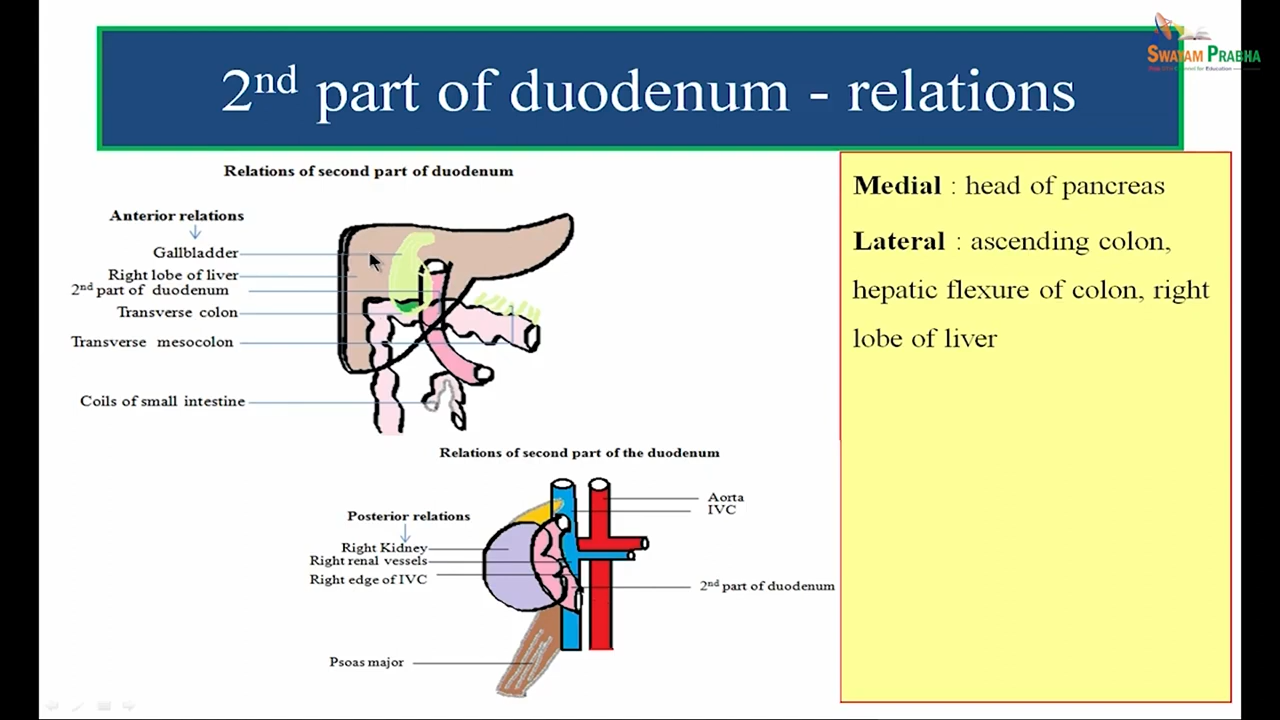 SWAYAM PRABHA
2nd part of duodenum - relations
Relations of second part of duodenum
Anterior relations
Gallbladder
Right lobe of liver
2nd part of duodenum
Transverse colon
Transverse mesocolon
Coils of small intestine
Relations of second part of the duodenum
Posterior relations
Right Kidney
Right renal vessels
Right edge of IVC
Psoas major
Aorta
IVC
2nd part of duodenum
Medial : head of pancreas
Lateral : ascending colon,
hepatic flexure of colon, right
lobe of liver